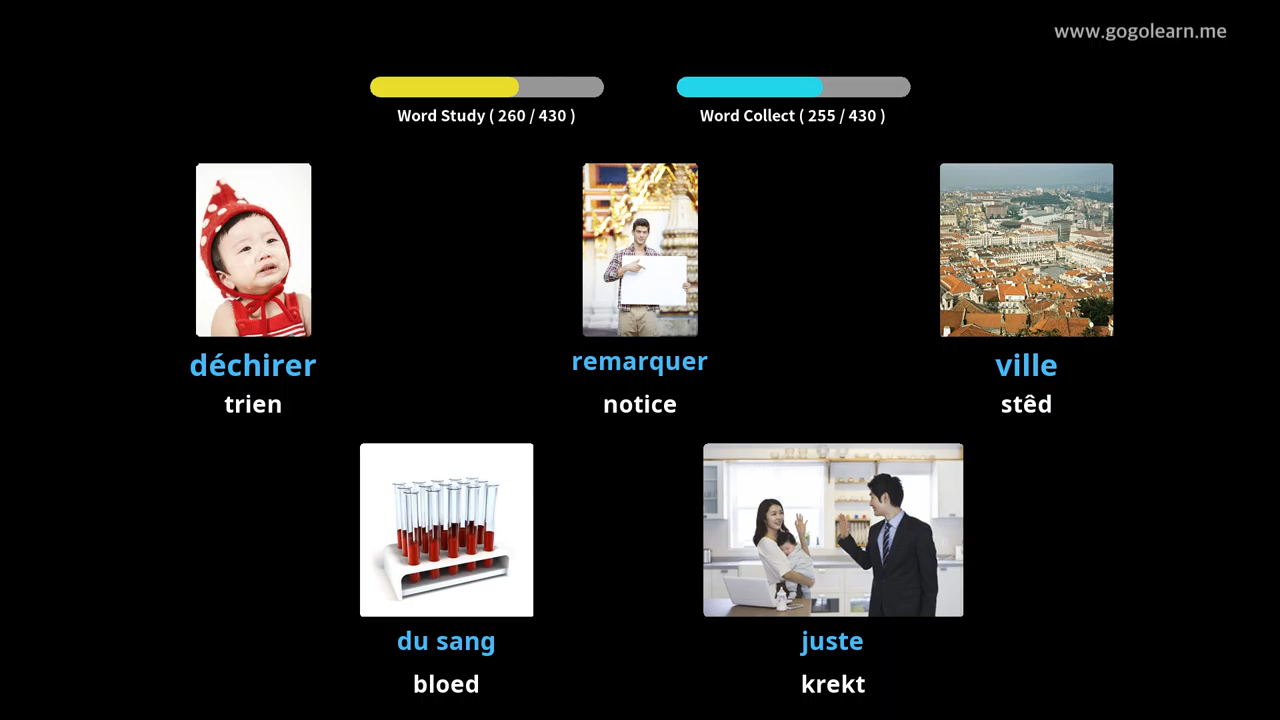 www.gogolearn.me
Word Study ( 260 / 430 )
Word Collect ( 255 / 430 )
déchirer
remarquer
ville
trien
notice
stêd
du sang
juste
bloed
krekt